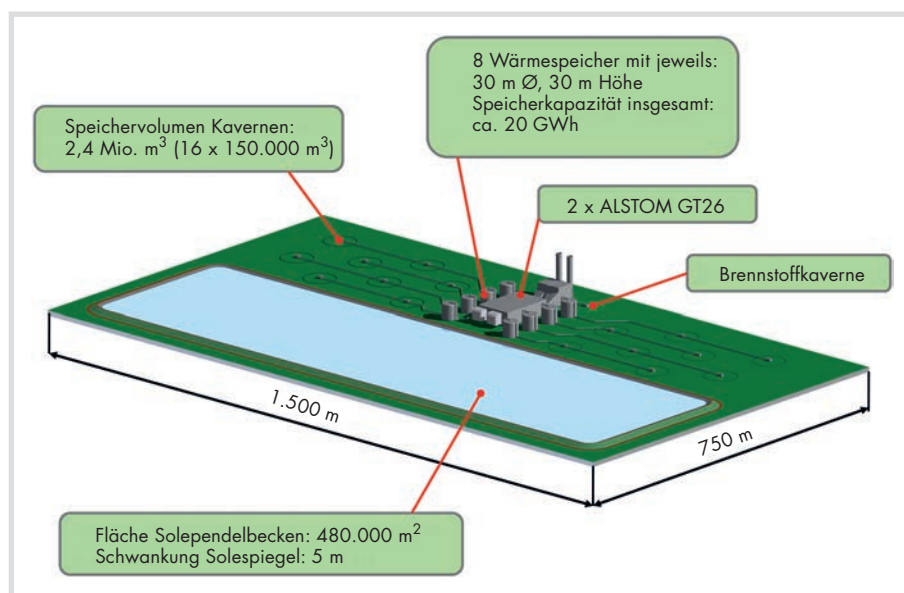 8 Wärmespeicher mit jeweils:
30 m Ø, 30 m Höhe
Speicherkapazität insgesamt:
ca. 20 GWh
Speichervolumen Kavernen:
2,4 Mio. m³ (16 x 150.000 m³)
2 x ALSTOM GT26
Brennstoffkaverne
1.500 m
750 m
Fläche Solependelbecken: 480.000 m²
Schwankung Solespiegel: 5 m